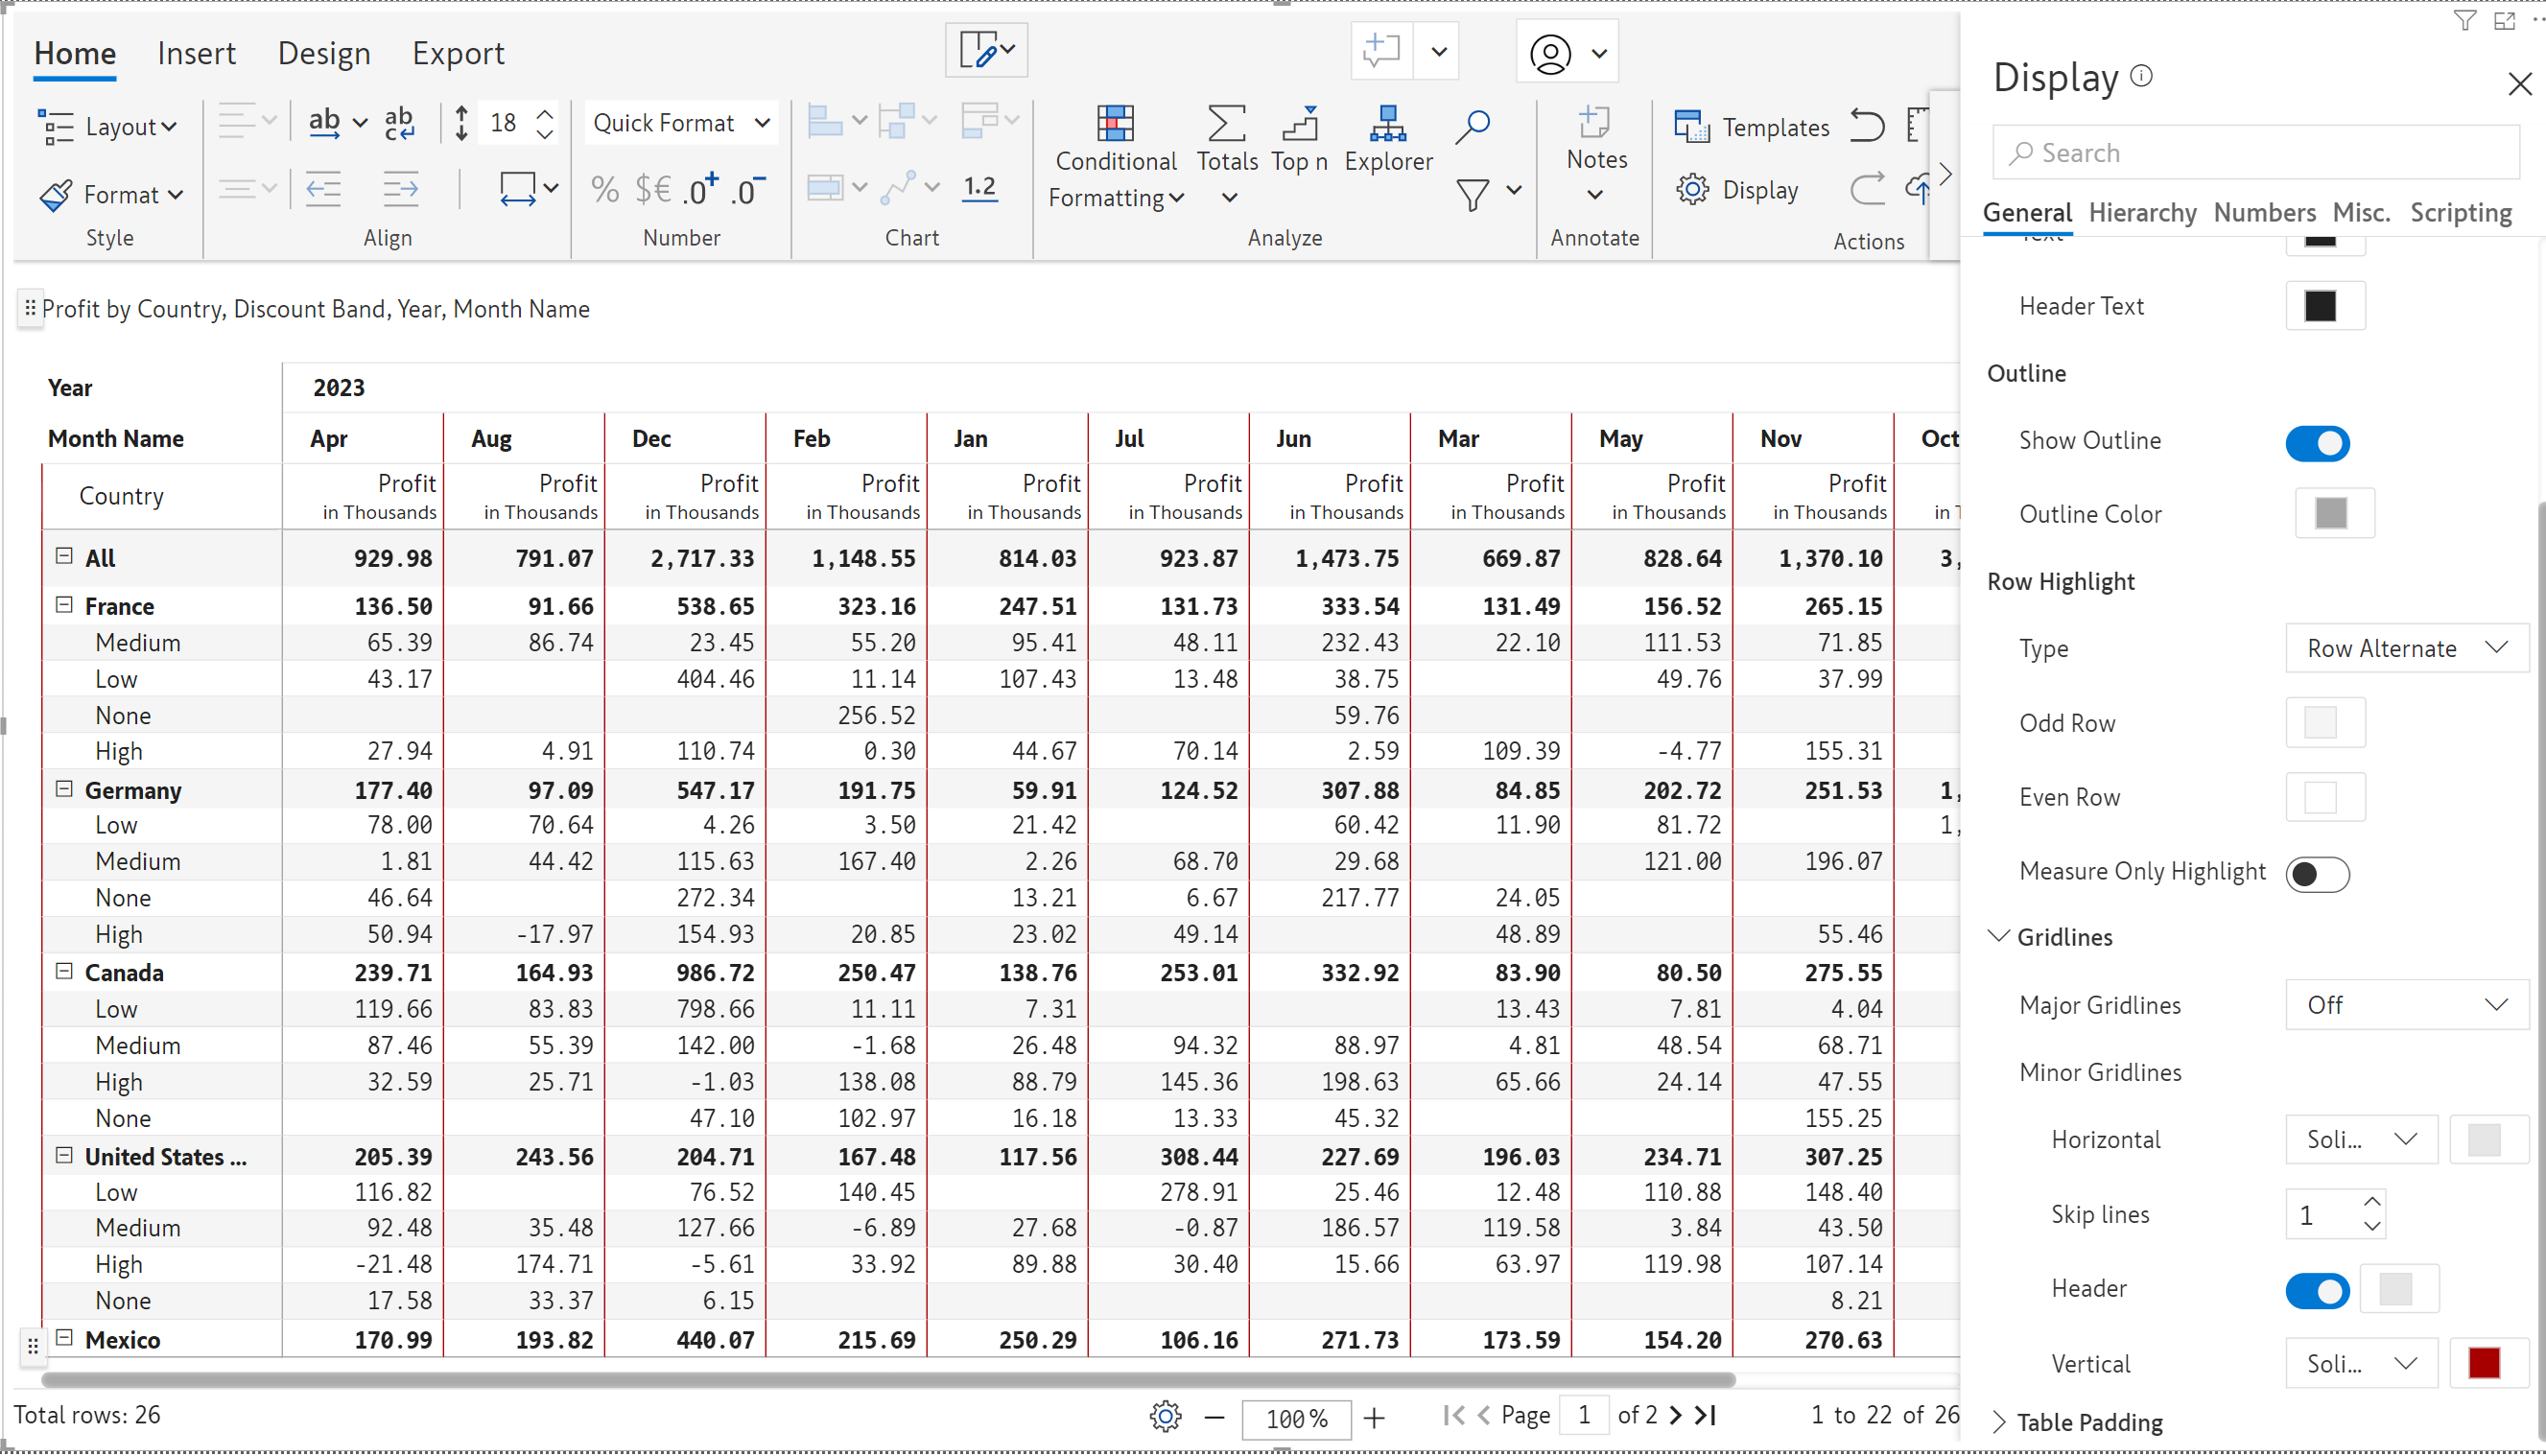 Home Insert Design Export
Layout
Format
Style
ab
ab
c
18
Align
Quick Format
% $€ .0+ .0-
Number
1.2
Chart
Conditional Formatting
Totals
Top n
Explorer
Analyze
Notes
Annotate
Templates
Display
Actions
Profit by Country, Discount Band, Year, Month Name
Year 2023
Month Name Apr Aug Dec Feb Jan Jul Jun Mar May Nov Oct
Country Profit Profit Profit Profit Profit Profit Profit Profit Profit Profit
in Thousands in Thousands in Thousands in Thousands in Thousands in Thousands in Thousands in Thousands in Thousands in Thousands in
All 929.98 791.07 2,717.33 1,148.55 814.03 923.87 1,473.75 669.87 828.64 1,370.10 3,
France 136.50 91.66 538.65 323.16 247.51 131.73 333.54 131.49 156.52 265.15
Medium 65.39 86.74 23.45 55.20 95.41 48.11 232.43 22.10 111.53 71.85
Low 43.17 404.46 11.14 107.43 13.48 38.75 49.76 37.99
None 256.52 59.76
High 27.94 4.91 110.74 0.30 44.67 70.14 2.59 109.39 -4.77 155.31
Germany 177.40 97.09 547.17 191.75 59.91 124.52 307.88 84.85 202.72 251.53 1,
Low 78.00 70.64 4.26 3.50 21.42 60.42 11.90 81.72 1,
Medium 1.81 44.42 115.63 167.40 2.26 68.70 29.68 121.00 196.07
None 46.64 272.34 13.21 6.67 217.77 24.05
High 50.94 -17.97 154.93 20.85 23.02 49.14 48.89 55.46
Canada 239.71 164.93 986.72 250.47 138.76 253.01 332.92 83.90 80.50 275.55
Low 119.66 83.83 798.66 11.11 7.31 13.43 7.81 4.04
Medium 87.46 55.39 142.00 -1.68 26.48 94.32 88.97 4.81 48.54 68.71
High 32.59 25.71 -1.03 138.08 88.79 145.36 198.63 65.66 24.14 47.55
None 47.10 102.97 16.18 13.33 45.32 155.25
United States ... 205.39 243.56 204.71 167.48 117.56 308.44 227.69 196.03 234.71 307.25
Low 116.82 76.52 140.45 278.91 25.46 12.48 110.88 148.40
Medium 92.48 35.48 127.66 -6.89 27.68 -0.87 186.57 119.58 3.84 43.50
High -21.48 174.71 -5.61 33.92 89.88 30.40 15.66 63.97 119.98 107.14
None 17.58 33.37 6.15 8.21
Mexico 170.99 193.82 440.07 215.69 250.29 106.16 271.73 173.59 154.20 270.63
Total rows: 26
100%
Page 1 of 2
1 to 22 of 26
Display
Search
General Hierarchy Numbers Misc. Scripting
Header Text
Outline
Show Outline
Outline Color
Row Highlight
Type Row Alternate
Odd Row
Even Row
Measure Only Highlight
Gridlines
Major Gridlines Off
Minor Gridlines
Horizontal Soli...
Skip lines 1
Header
Vertical Soli...
Table Padding